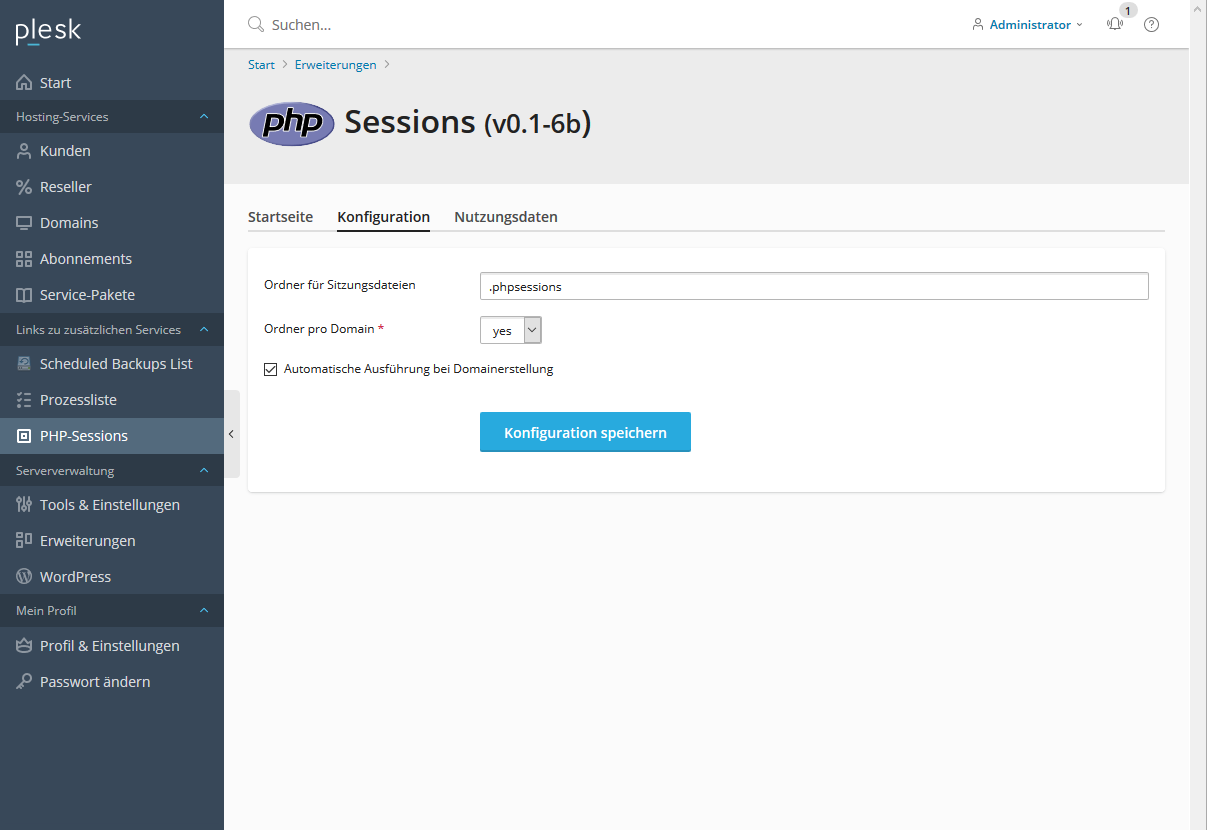 plesk
Start
Hosting-Services
Kunden
Reseller
Domains
Abonnements
Service-Pakete
Links zu zusätzlichen Services
Scheduled Backups List
Prozessliste
PHP-Sessions
Serververwaltung
Tools & Einstellungen
Erweiterungen
WordPress
Mein Profil
Profil & Einstellungen
Passwort ändern
Suchen...
Administrator
1
Start > Erweiterungen >
php Sessions (v0.1-6b)
Startseite Konfiguration Nutzungsdaten
Ordner für Sitzungsdateien .phpsessions
Ordner pro Domain * yes
Automatische Ausführung bei Domainerstellung
Konfiguration speichern